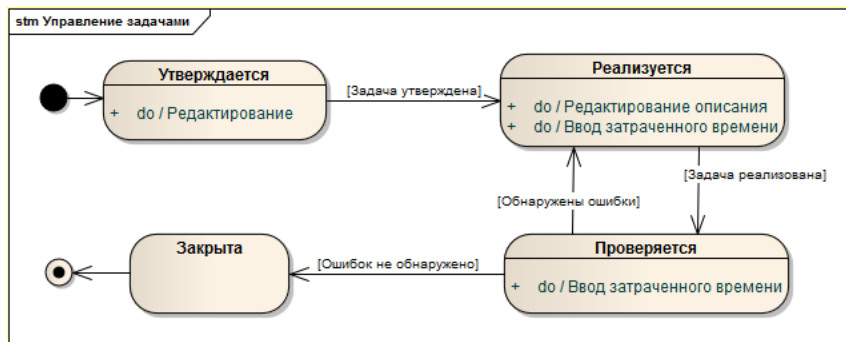 stm Управление задачами
Утверждается
+ do / Редактирование
[Задача утверждена]
Реализуется
+ do / Редактирование описания
+ do / Ввод затраченного времени
[Обнаружены ошибки]
[Задача реализована]
Закрыта
[Ошибок не обнаружено]
Проверяется
+ do / Ввод затраченного времени